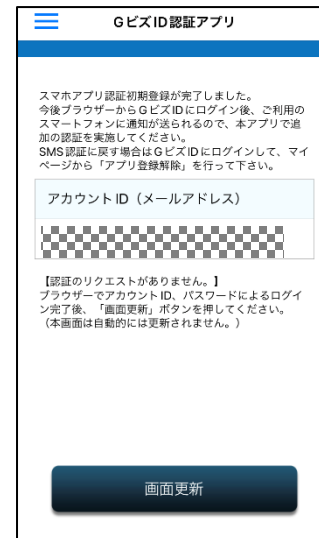 GビズID認証アプリ
スマホアプリ認証初期登録が完了しました。
今後ブラウザーからGビズIDにログイン後、ご利用の
スマートフォンに通知が送られるので、本アプリで追
加の認証を実施してください。
SMS認証に戻す場合はGビズIDにログインして、マイ
ページから「アプリ登録解除」を行って下さい。
アカウントID（メールアドレス）
【認証のリクエストがありません。】
ブラウザーでアカウントID、パスワードによるログイ
ン完了後、「画面更新」ボタンを押してください。
（本画面は自動的には更新されません。）
画面更新